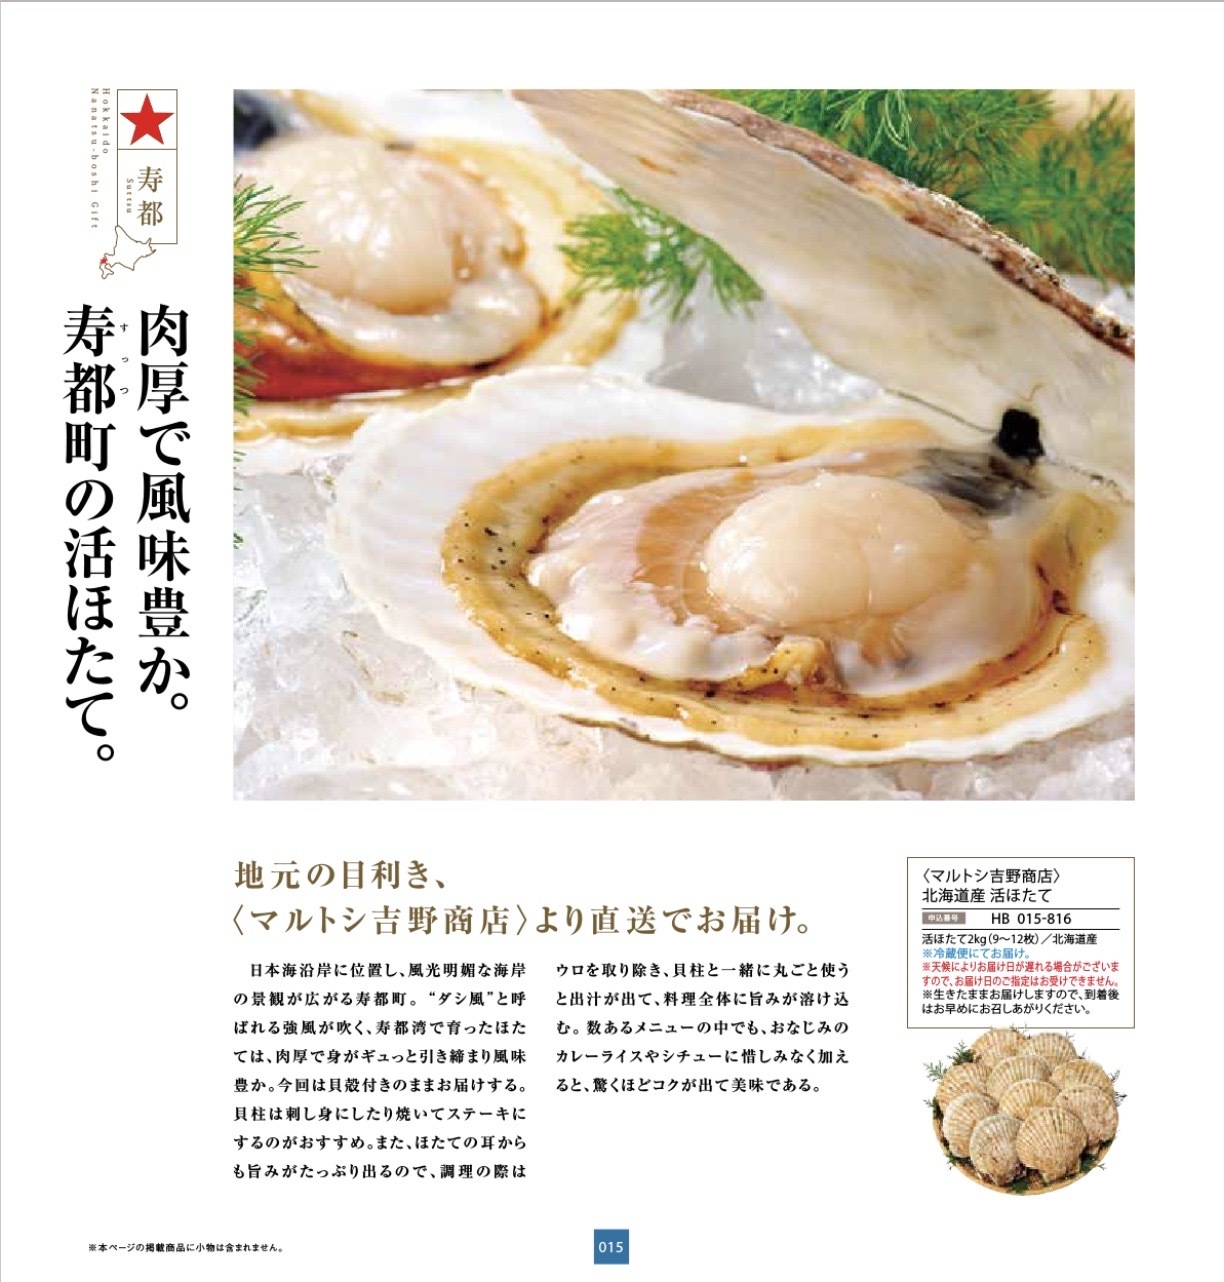 Hokkaido
Nanatsu-boshi Gift
寿都
Suttsu
肉厚で風味豊か。
寿都町の活ほたて。
すっつ
地元の目利き、
〈マルトシ吉野商店〉より直送でお届け。
日本海沿岸に位置し、風光明媚な海岸
の景観が広がる寿都町。“ダシ風”と呼
ばれる強風が吹く、寿都湾で育ったほた
ては、肉厚で身がギュっと引き締まり風味
豊か。今回は貝殻付きのままお届けする。
貝柱は刺し身にしたり焼いてステーキに
するのがおすすめ。また、ほたての耳から
も旨みがたっぷり出るので、調理の際は
ウロを取り除き、貝柱と一緒に丸ごと使う
と出汁が出て、料理全体に旨みが溶け込
む。数あるメニューの中でも、おなじみの
カレーライスやシチューに惜しみなく加え
ると、驚くほどコクが出て美味である。
〈マルトシ吉野商店〉
北海道産 活ほたて
申込番号 HB 015-816
活ほたて2kg(9〜12枚)／北海道産
※冷蔵便にてお届け。
※天候によりお届け日が遅れる場合がございま
すので、お届け日のご指定はお受けできません。
※生きたままお届けしますので、到着後
はお早めにお召しあがりください。
※本ページの掲載商品に小物は含まれません。
015